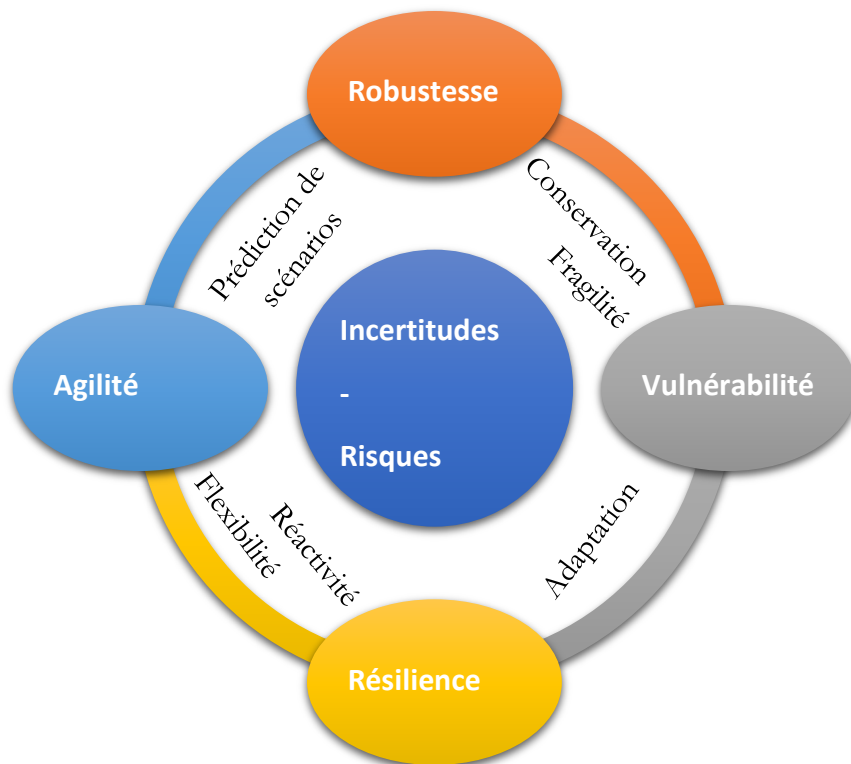 Robustesse
Prédiction de
scénarios
Conservation
Fragilité
Incertitudes
-
Risques
Agilité
Vulnérabilité
Flexibilité
Réactivité
Adaptation
Résilience